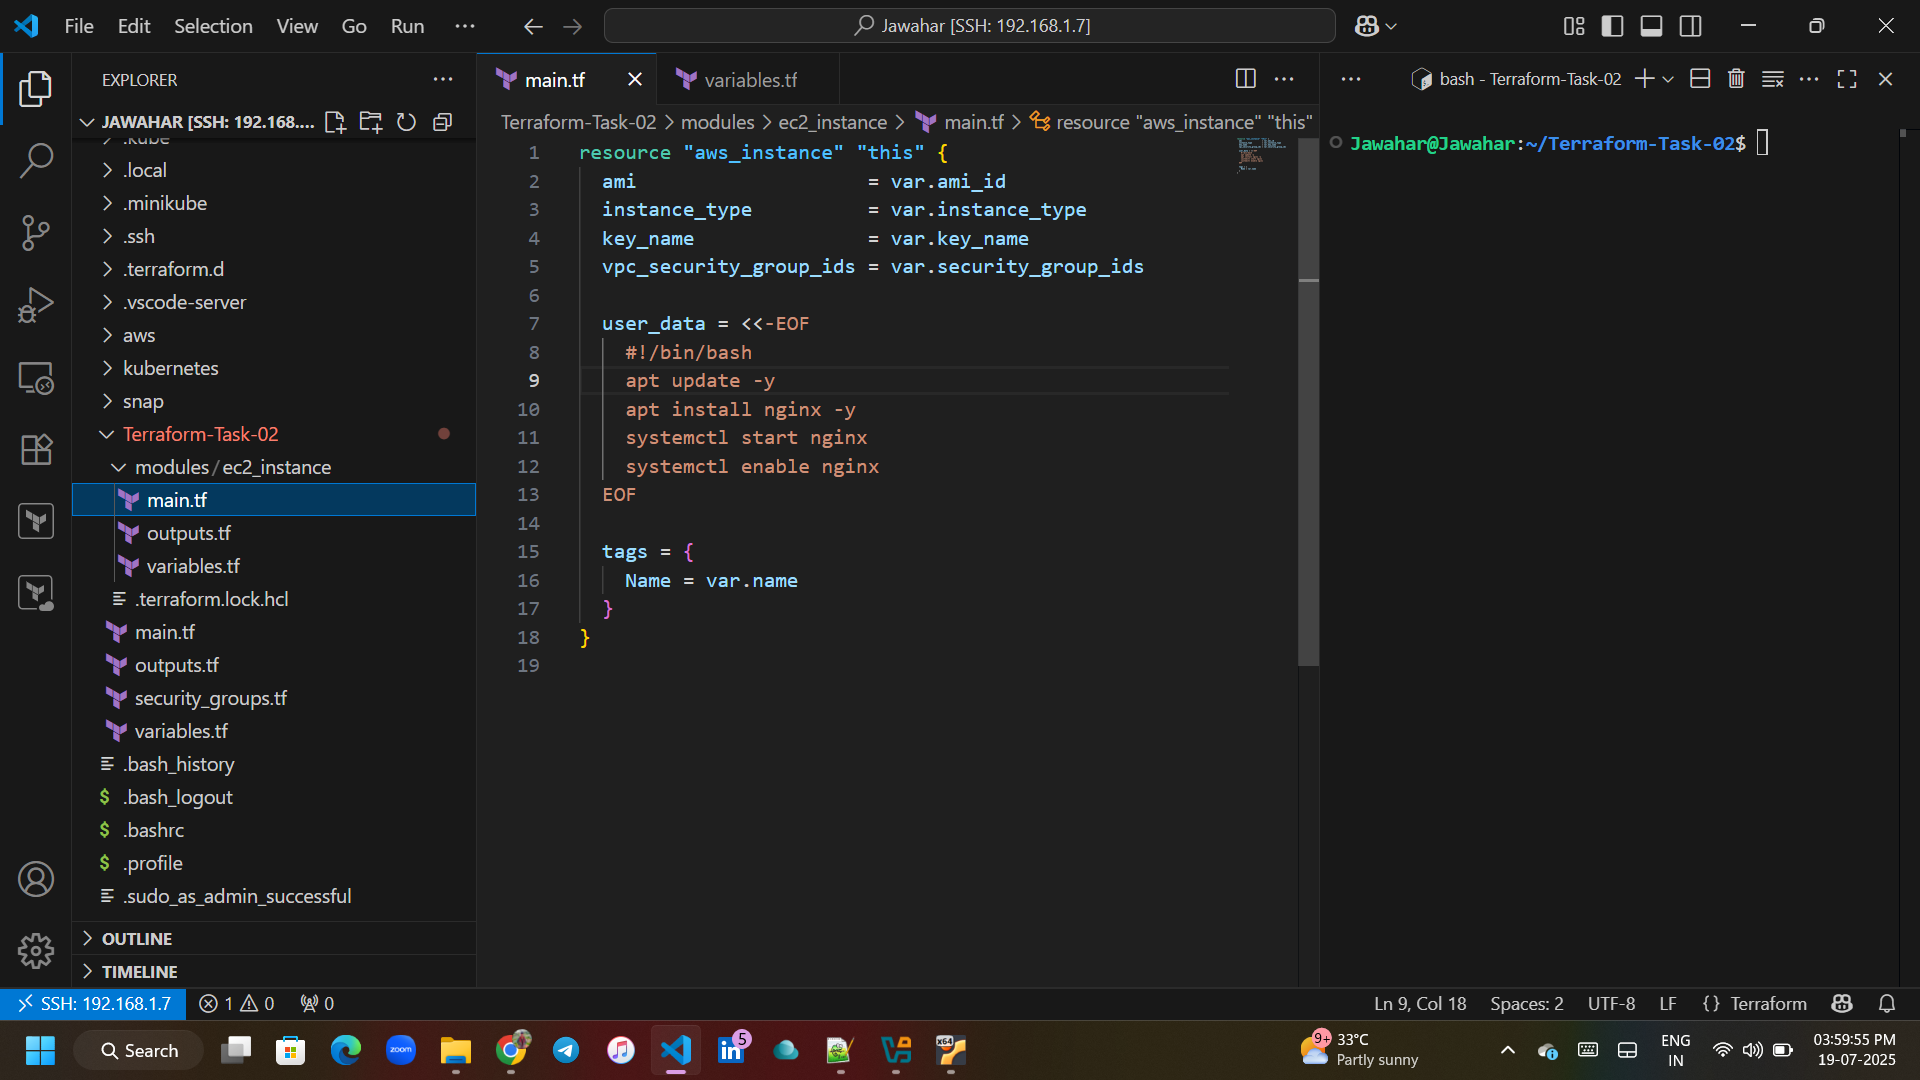 File Edit Selection View Go Run ...
Jawahar [SSH: 192.168.1.7]
EXPLORER
JAWAHAR [SSH: 192.168....
.kube
.local
.minikube
.ssh
.terraform.d
.vscode-server
aws
kubernetes
snap
Terraform-Task-02
modules/ec2_instance
main.tf
outputs.tf
variables.tf
.terraform.lock.hcl
main.tf
outputs.tf
security_groups.tf
variables.tf
.bash_history
$ .bash_logout
$ .bashrc
$ .profile
.sudo_as_admin_successful
OUTLINE
TIMELINE
main.tf
variables.tf
Terraform-Task-02 > modules > ec2_instance > main.tf > resource "aws_instance" "this"
1 resource "aws_instance" "this" {
2 ami = var.ami_id
3 instance_type = var.instance_type
4 key_name = var.key_name
5 vpc_security_group_ids = var.security_group_ids
6
7 user_data = <<-EOF
8 #!/bin/bash
9 apt update -y
10 apt install nginx -y
11 systemctl start nginx
12 systemctl enable nginx
13 EOF
14
15 tags = {
16 Name = var.name
17 }
18 }
19
bash - Terraform-Task-02
Jawahar@Jawahar:~/Terraform-Task-02$
SSH: 192.168.1.7 1 0 0
Ln 9, Col 18 Spaces: 2 UTF-8 LF {} Terraform
Search
zoom
5
x64
9+
33°C
Partly sunny
ENG
IN
03:59:55 PM
19-07-2025